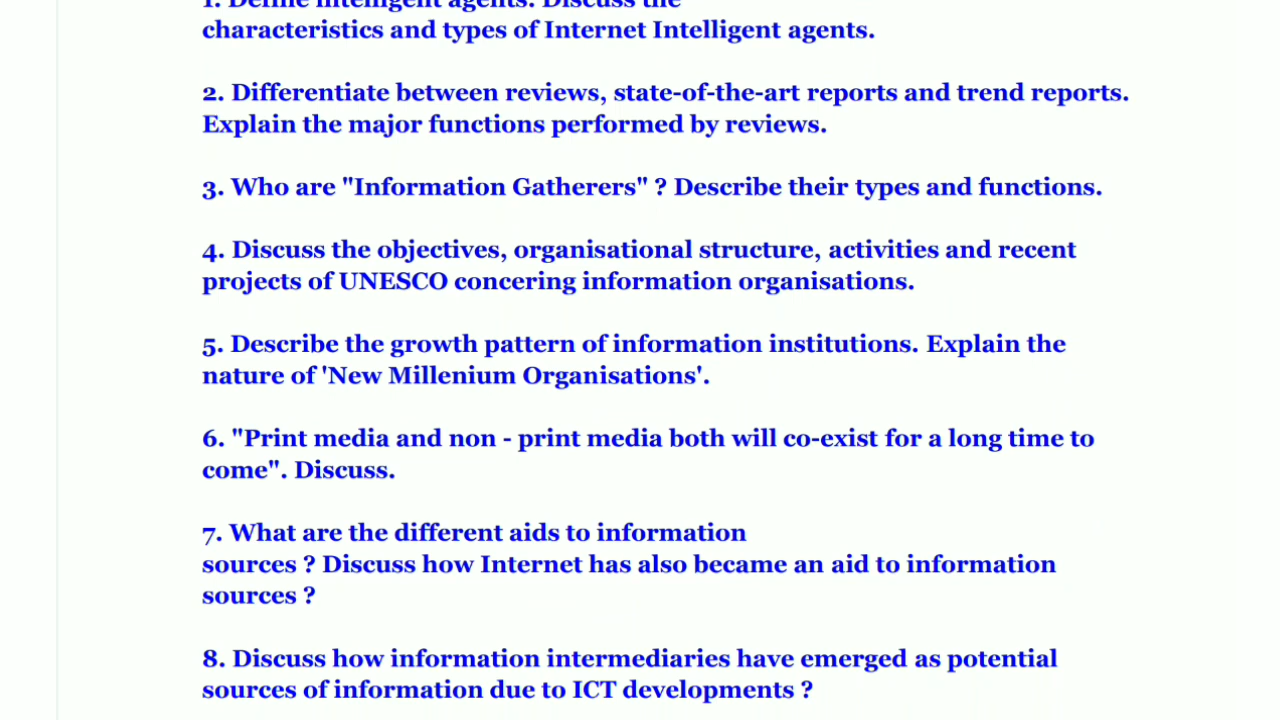 1. Define intelligent agents. Discuss the
characteristics and types of Internet Intelligent agents.
2. Differentiate between reviews, state-of-the-art reports and trend reports.
Explain the major functions performed by reviews.
3. Who are "Information Gatherers" ? Describe their types and functions.
4. Discuss the objectives, organisational structure, activities and recent
projects of UNESCO concering information organisations.
5. Describe the growth pattern of information institutions. Explain the
nature of 'New Millenium Organisations'.
6. "Print media and non - print media both will co-exist for a long time to
come". Discuss.
7. What are the different aids to information
sources ? Discuss how Internet has also became an aid to information
sources ?
8. Discuss how information intermediaries have emerged as potential
sources of information due to ICT developments ?